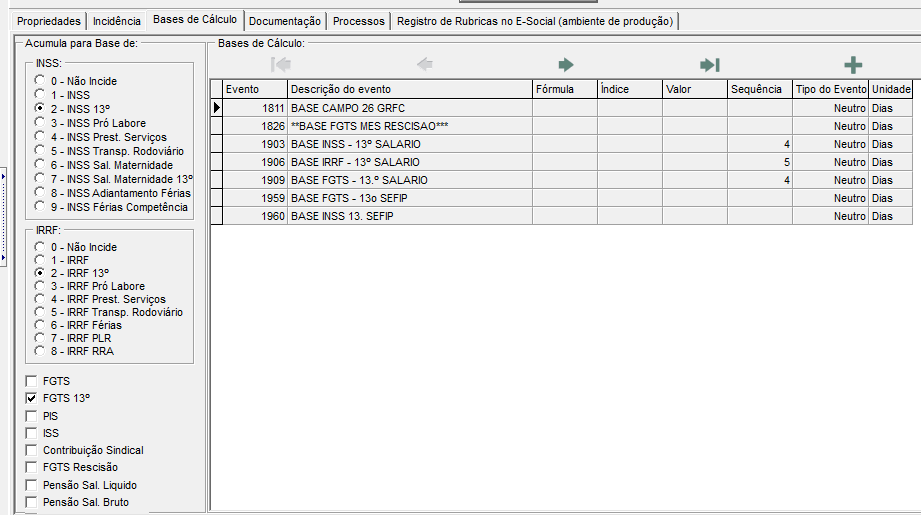 Propriedades Incidência Bases de Cálculo Documentação Processos Registro de Rubricas no E-Social (ambiente de produção)
Acumula para Base de:
INSS:
0 - Não Incide
1 - INSS
2 - INSS 13º
3 - INSS Pró Labore
4 - INSS Prest. Serviços
5 - INSS Transp. Rodoviário
6 - INSS Sal. Maternidade
7 - INSS Sal. Maternidade 13º
8 - INSS Adiantamento Férias
9 - INSS Férias Competência
IRRF:
0 - Não Incide
1 - IRRF
2 - IRRF 13º
3 - IRRF Pró Labore
4 - IRRF Prest. Serviços
5 - IRRF Transp. Rodoviário
6 - IRRF Férias
7 - IRRF PLR
8 - IRRF RRA
FGTS
FGTS 13º
PIS
ISS
Contribuição Sindical
FGTS Rescisão
Pensão Sal. Liquido
Pensão Sal. Bruto
Bases de Cálculo:
Evento Descrição do evento Fórmula Índice Valor Sequência Tipo do Evento Unidade
1811 BASE CAMPO 26 GRFC Neutro Dias
1826 **BASE FGTS MES RESCISAO*** Neutro Dias
1903 BASE INSS - 13º SALARIO 4 Neutro Dias
1906 BASE IRRF - 13º SALARIO 5 Neutro Dias
1909 BASE FGTS - 13.º SALARIO 4 Neutro Dias
1959 BASE FGTS - 13o SEFIP Neutro Dias
1960 BASE INSS 13. SEFIP Neutro Dias